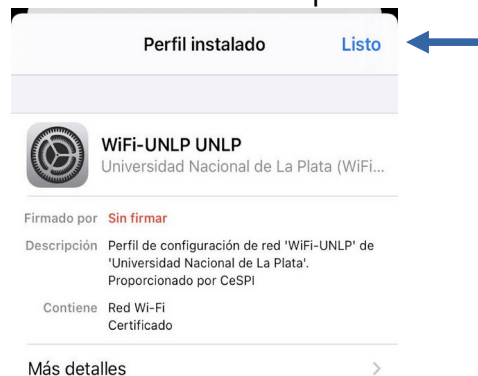 Perfil instalado Listo
WiFi-UNLP UNLP
Universidad Nacional de La Plata (WiFi...
Firmado por Sin firmar
Descripción Perfil de configuración de red 'WiFi-UNLP' de
'Universidad Nacional de La Plata'.
Proporcionado por CeSPI
Contiene Red Wi-Fi
Certificado
Más detalles